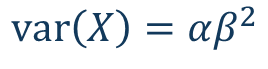 var(X) = αβ²